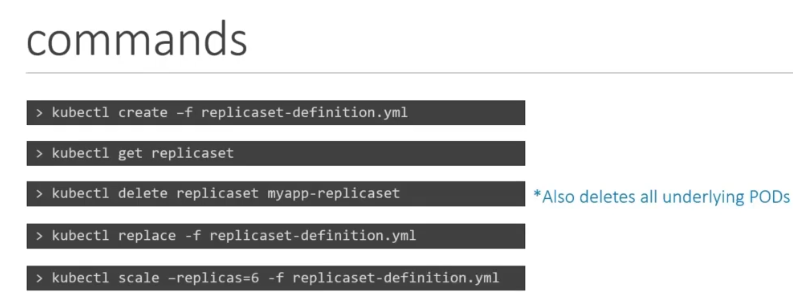 commands
> kubectl create –f replicaset-definition.yml
> kubectl get replicaset
> kubectl delete replicaset myapp-replicaset *Also deletes all underlying PODs
> kubectl replace -f replicaset-definition.yml
> kubectl scale –replicas=6 -f replicaset-definition.yml